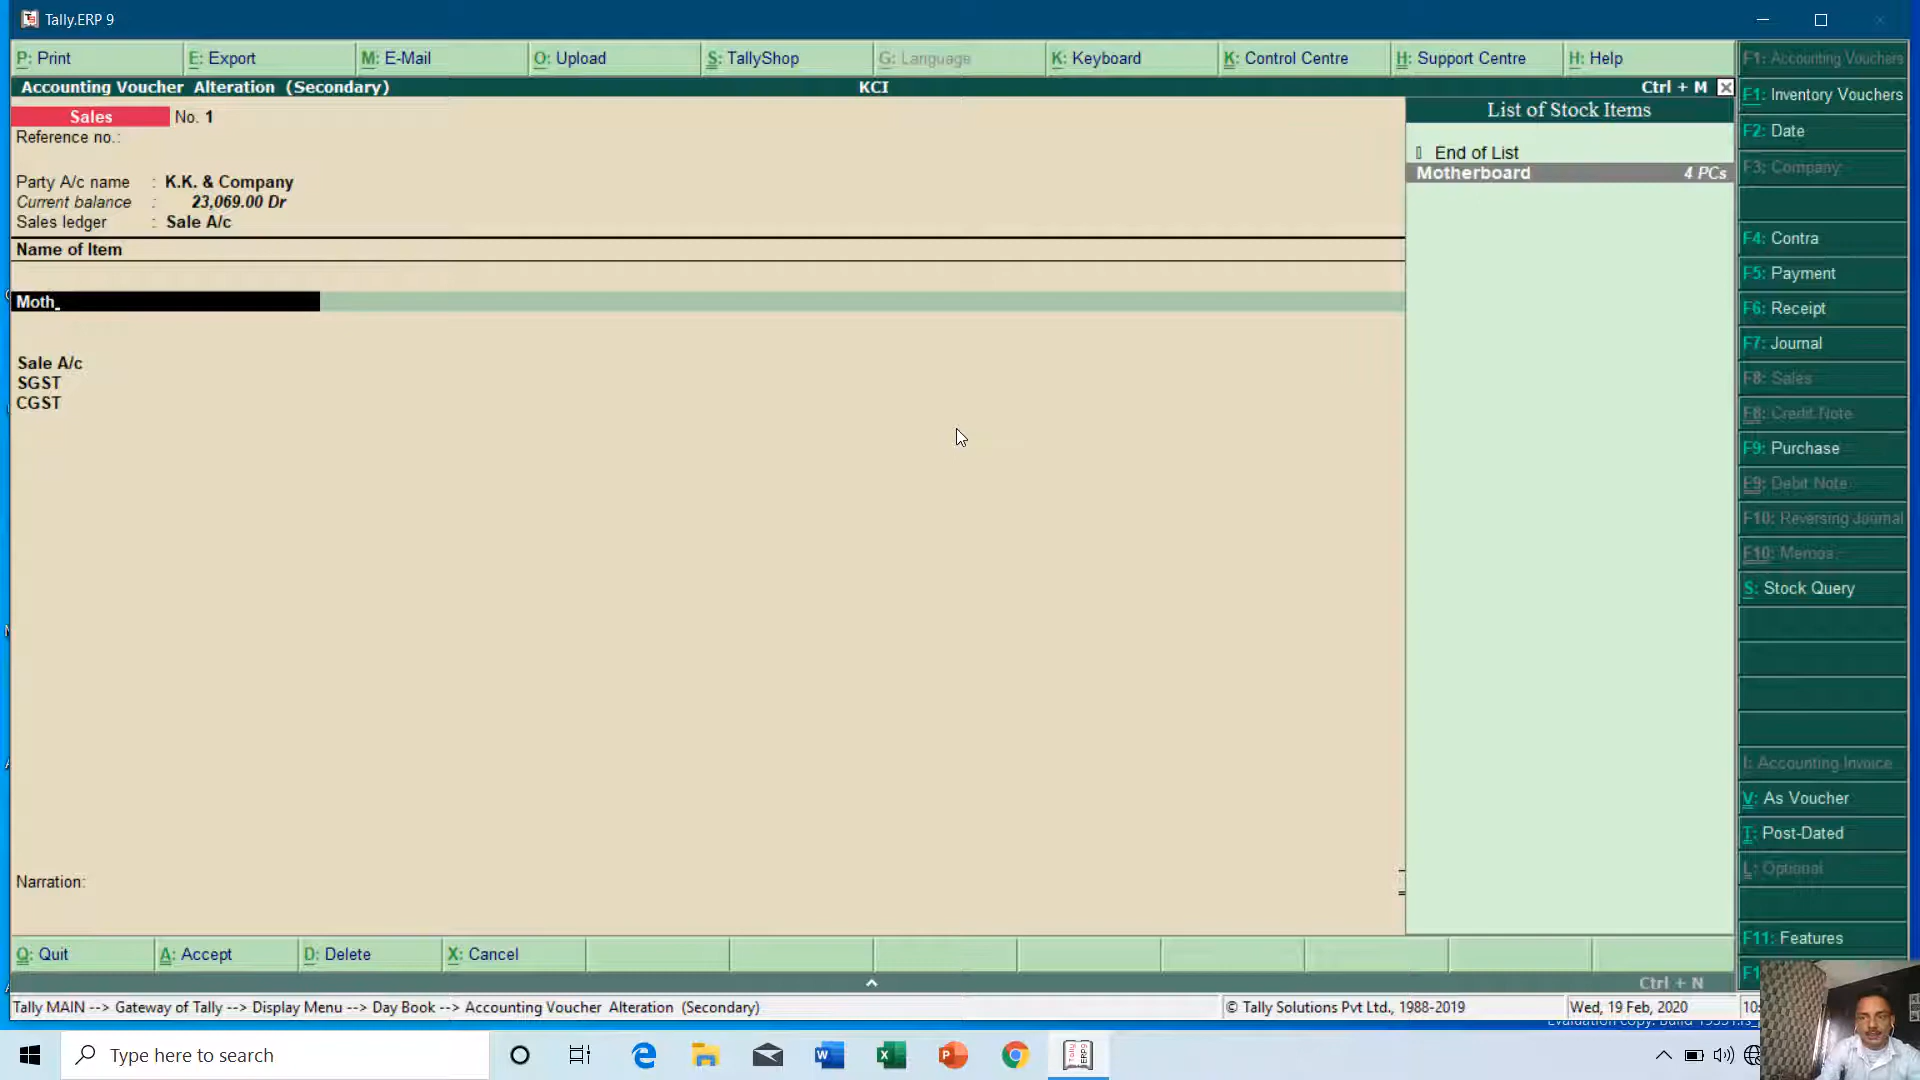 Tally.ERP 9
P: Print
E: Export
M: E-Mail
O: Upload
S: TallyShop
G: Language
K: Keyboard
K: Control Centre
H: Support Centre
H: Help
Accounting Voucher Alteration (Secondary)
KCI
Ctrl + M
Sales No. 1
Reference no.:
Party A/c name : K.K. & Company
Current balance : 23,069.00 Dr
Sales ledger : Sale A/c
Name of Item
Moth
Sale A/c
SGST
CGST
Narration:
List of Stock Items
End of List
Motherboard 4 PCs
F1: Accounting Vouchers
F1: Inventory Vouchers
F2: Date
F3: Company
F4: Contra
F5: Payment
F6: Receipt
F7: Journal
F8: Sales
F8: Credit Note
F9: Purchase
F9: Debit Note
F10: Reversing Journal
F10: Memos
S: Stock Query
I: Accounting Invoice
V: As Voucher
T: Post-Dated
L: Optional
F11: Features
Q: Quit
A: Accept
D: Delete
X: Cancel
Ctrl + N
Tally MAIN --> Gateway of Tally --> Display Menu --> Day Book --> Accounting Voucher Alteration (Secondary)
© Tally Solutions Pvt Ltd., 1988-2019
Wed, 19 Feb, 2020
Type here to search